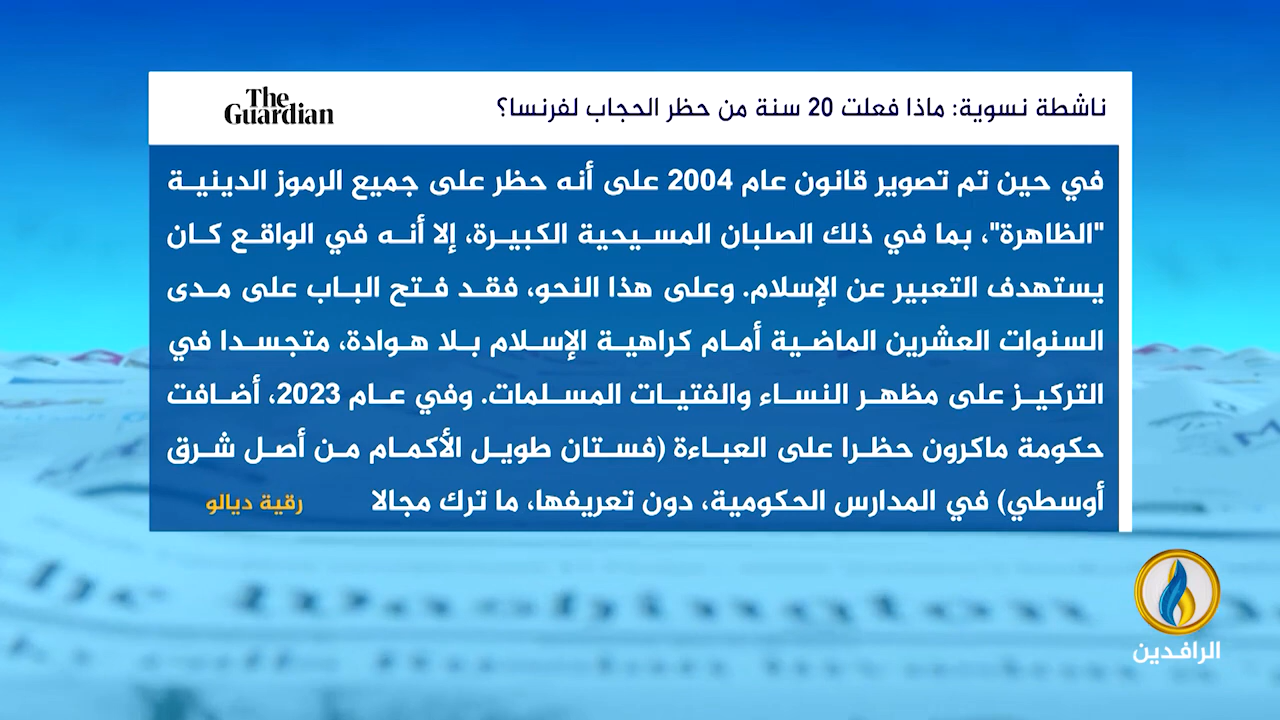 The Guardian
ناشطة نسوية: ماذا فعلت 20 سنة من حظر الحجاب لفرنسا؟
في حين تم تصوير قانون عام 2004 على أنه حظر على جميع الرموز الدينية
"الظاهرة"، بما في ذلك الصلبان المسيحية الكبيرة، إلا أنه في الواقع كان
يستهدف التعبير عن الإسلام. وعلى هذا النحو، فقد فتح الباب على مدى
السنوات العشرين الماضية أمام كراهية الإسلام بلا هوادة، متجسدا في
التركيز على مظهر النساء والفتيات المسلمات. وفي عام 2023، أضافت
حكومة ماكرون حظرا على العباءة (فستان طويل الأكمام من أصل شرق
أوسطي) في المدارس الحكومية، دون تعريفها، ما ترك مجالا
رقية ديالو
الرافدين